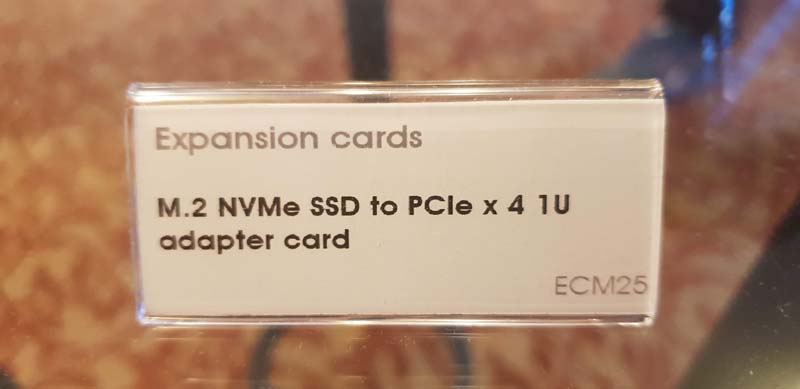 Expansion cards
M.2 NVMe SSD to PCIe x 4 1U
adapter card
ECM25